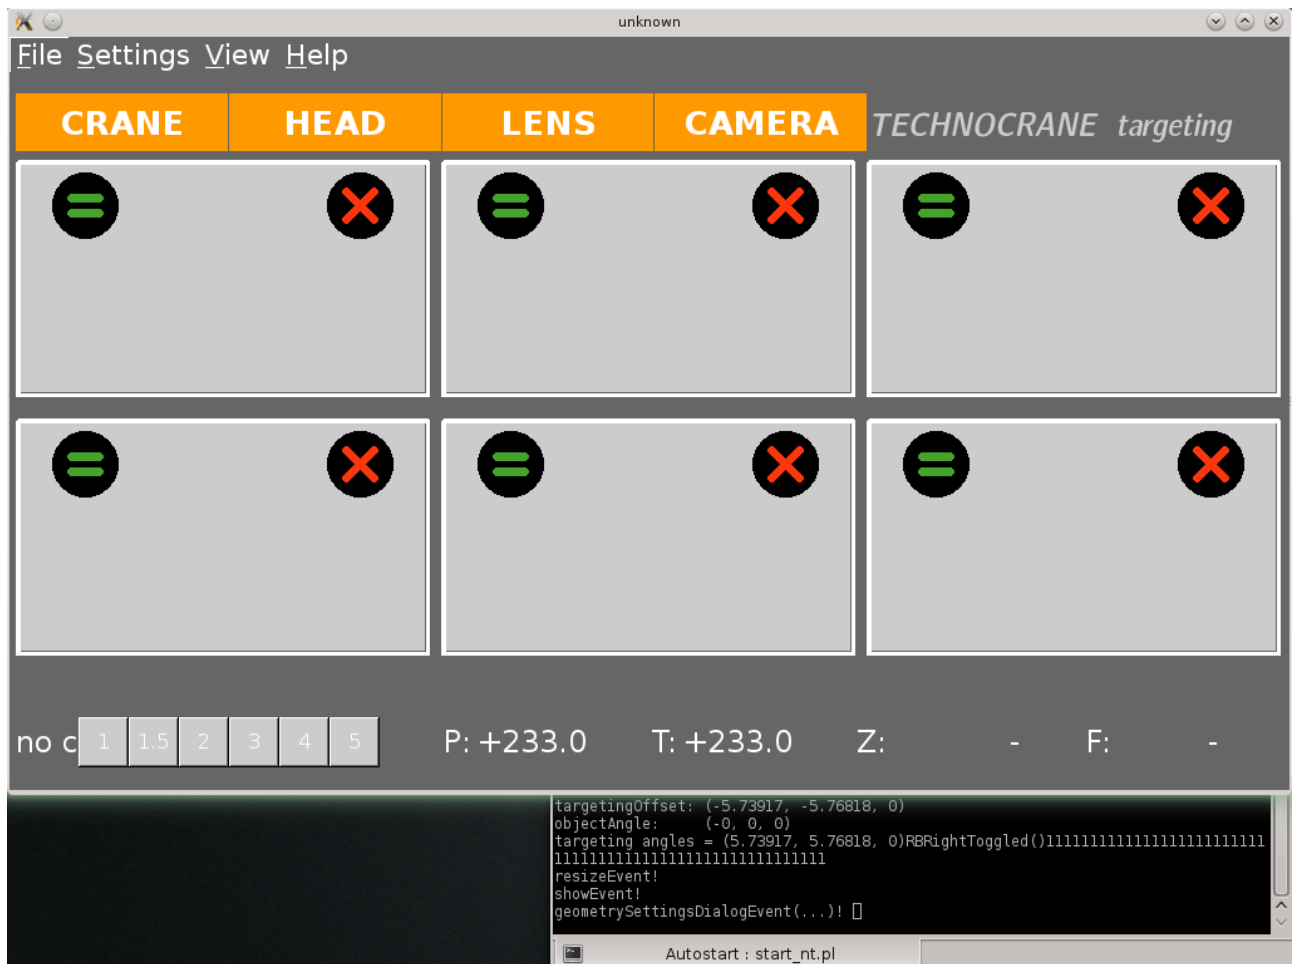 unknown
File Settings View Help
CRANE HEAD LENS CAMERA TECHNOCRANE targeting
no c 1 1.5 2 3 4 5 P: +233.0 T: +233.0 Z: - F: -
targetingOffset: (-5.73917, -5.76818, 0)
objectAngle: (-0, 0, 0)
targeting angles = (5.73917, 5.76818, 0)RBRightToggled()1111111111111111111111111
1111111111111111111111111111111
resizeEvent!
showEvent!
geometrySettingsDialogEvent(...)!
Autostart : start_nt.pl